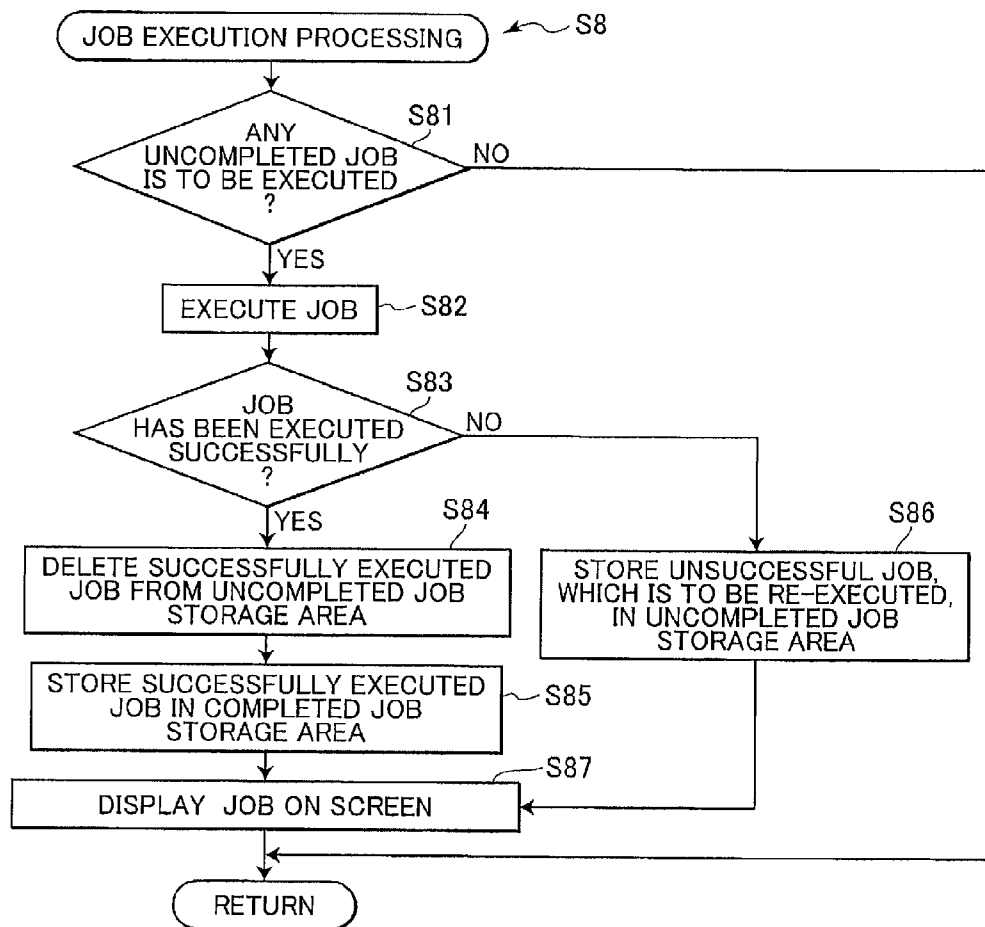 JOB EXECUTION PROCESSING
S8
S81
ANY
UNCOMPLETED JOB
IS TO BE EXECUTED
?
NO
YES
EXECUTE JOB
S82
S83
JOB
HAS BEEN EXECUTED
SUCCESSFULLY
?
NO
YES
S84
DELETE SUCCESSFULLY EXECUTED
JOB FROM UNCOMPLETED JOB
STORAGE AREA
S86
STORE UNSUCCESSFUL JOB,
WHICH IS TO BE RE-EXECUTED,
IN UNCOMPLETED JOB
STORAGE AREA
STORE SUCCESSFULLY EXECUTED
JOB IN COMPLETED JOB
STORAGE AREA
S85
S87
DISPLAY JOB ON SCREEN
RETURN